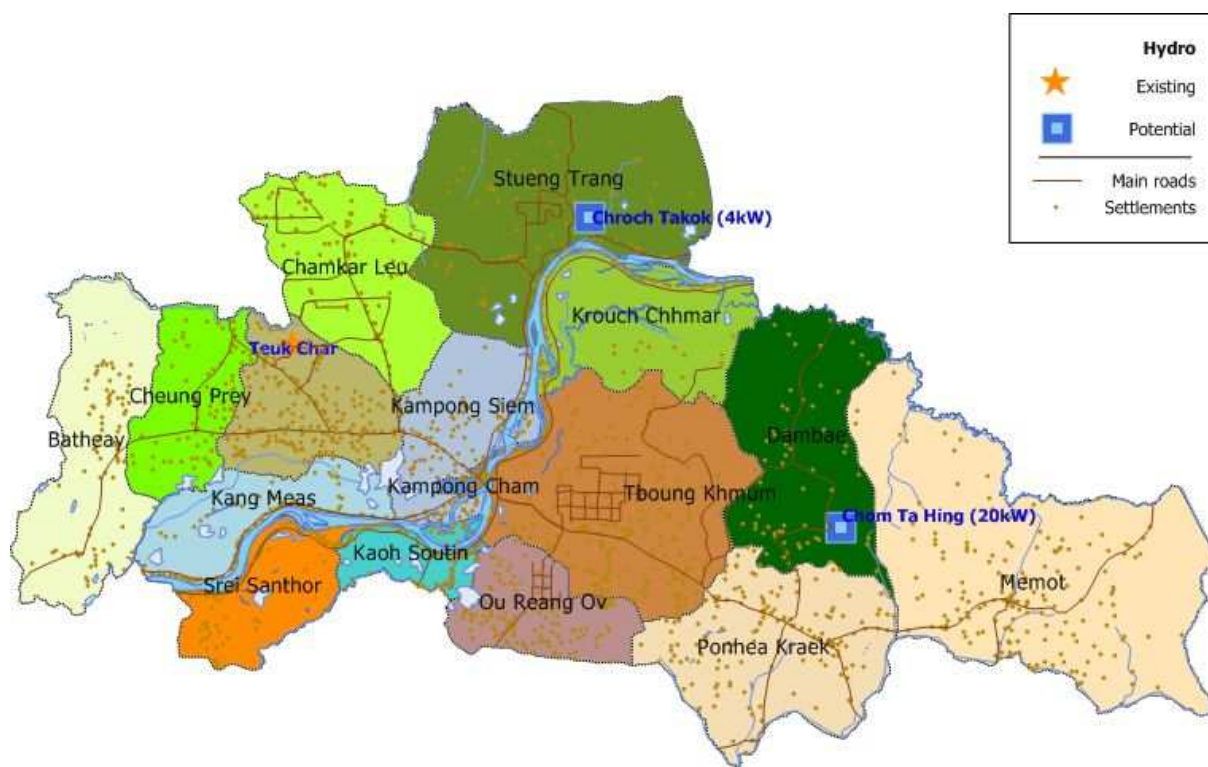 Hydro
Existing
Potential
Main roads
Settlements
Stueng Trang
Chroch Takok (4kW)
Chamkar Leu
Krouch Chhmar
Teuk Char
Cheung Prey
Kampong Siem
Batheay
Dambae
Kang Meas
Kampong Cham
Tboung Khmum
Chom Ta Hing (20kW)
Kaoh Soutin
Srei Santhor
Ou Reang Ov
Memot
Ponhea Kraek